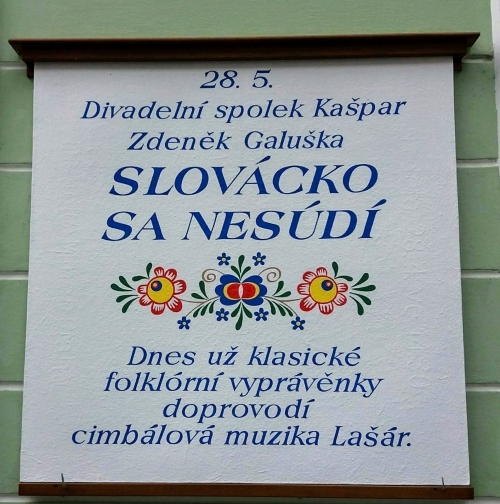 28. 5.
Divadelní spolek Kašpar
Zdeněk Galuška
SLOVÁCKO
SA NESÚDÍ
Dnes už klasické
folklórní vyprávěnky
doprovodí
cimbálová muzika Lašár.